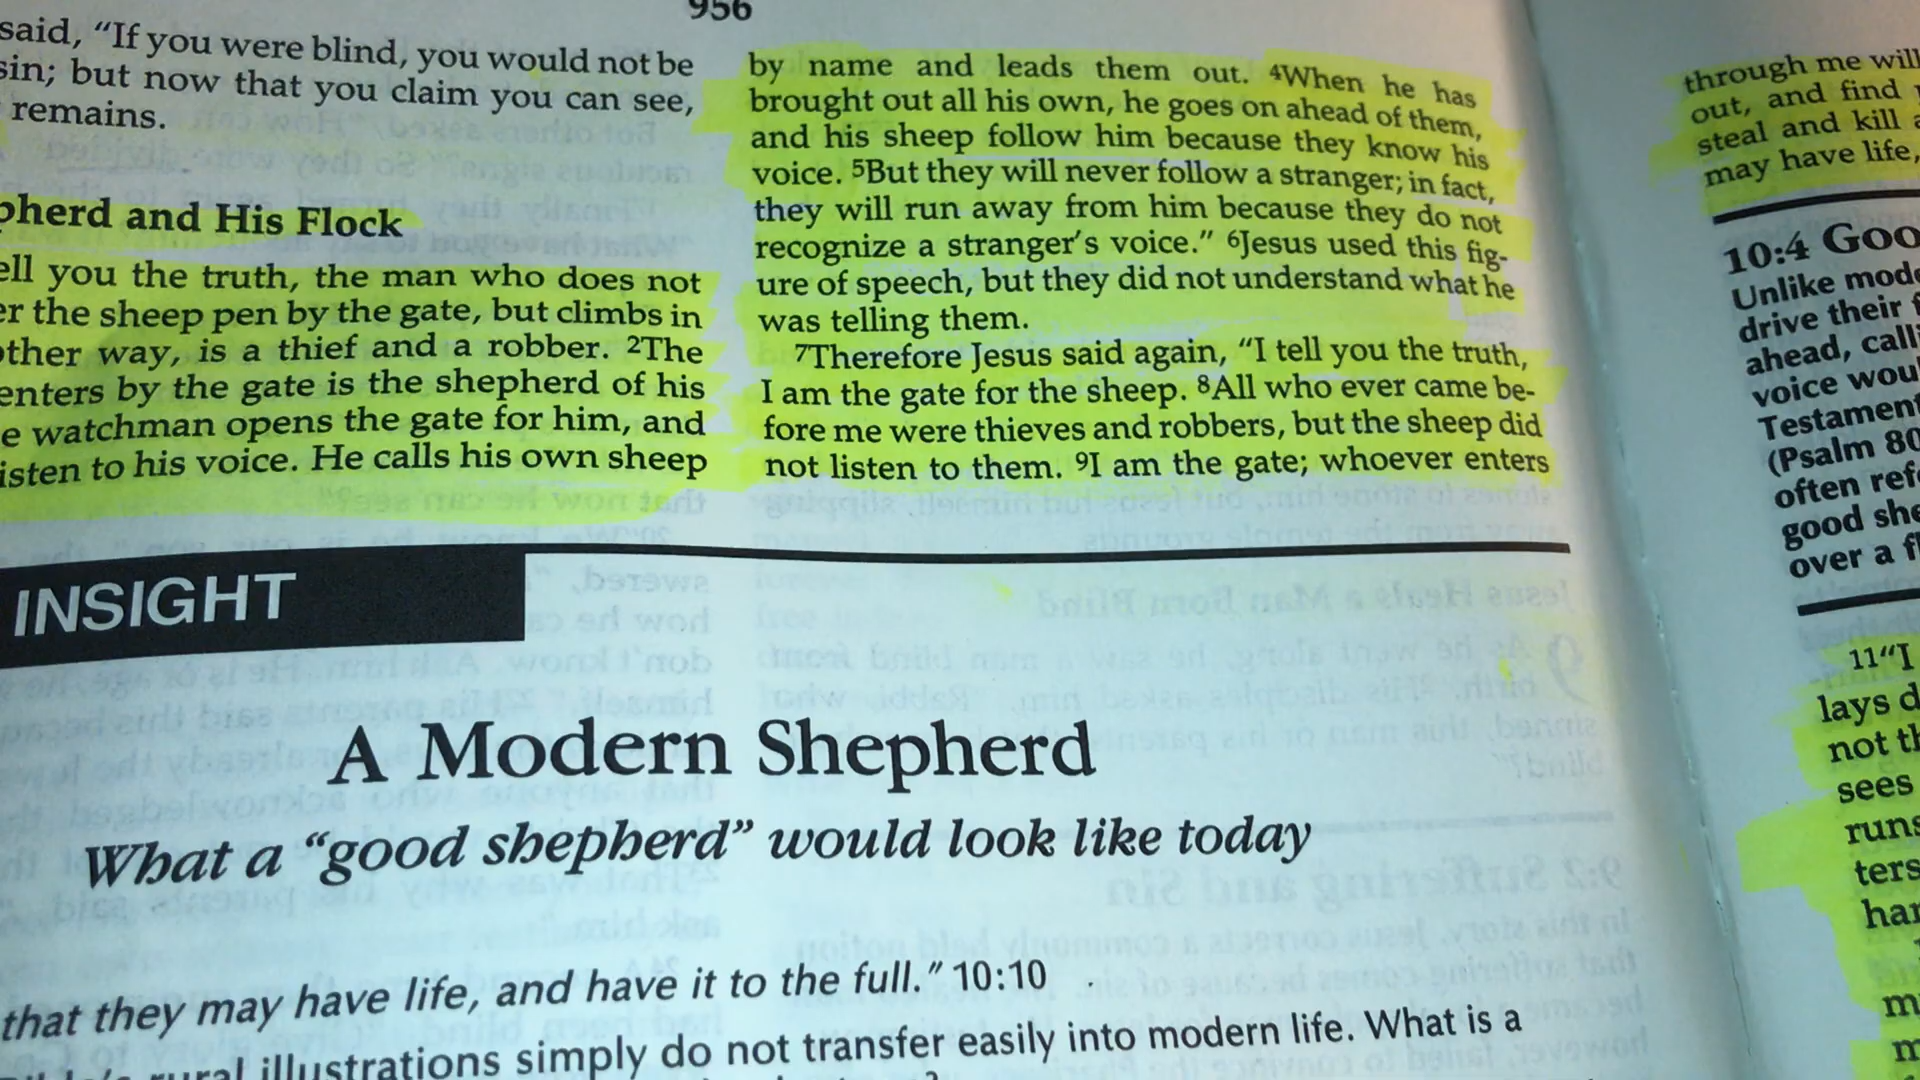 956
said, “If you were blind, you would not be
sin; but now that you claim you can see,
remains.
pherd and His Flock
ell you the truth, the man who does not
er the sheep pen by the gate, but climbs in
other way, is a thief and a robber. ²The
enters by the gate is the shepherd of his
e watchman opens the gate for him, and
listen to his voice. He calls his own sheep
by name and leads them out. ⁴When he has
brought out all his own, he goes on ahead of them,
and his sheep follow him because they know his
voice. ⁵But they will never follow a stranger; in fact,
they will run away from him because they do not
recognize a stranger’s voice.” ⁶Jesus used this fig-
ure of speech, but they did not understand what he
was telling them.
⁷Therefore Jesus said again, “I tell you the truth,
I am the gate for the sheep. ⁸All who ever came be-
fore me were thieves and robbers, but the sheep did
not listen to them. ⁹I am the gate; whoever enters
INSIGHT
A Modern Shepherd
What a “good shepherd” would look like today
that they may have life, and have it to the full.” 10:10
rural illustrations simply do not transfer easily into modern life. What is a
through me will
out, and find
steal and kill
may have life,
10:4 Goo
Unlike mode
drive their f
ahead, calli
voice woul
Testament
(Psalm 80
often refe
good she
over a fl
11“I
lays d
not th
sees
runs
ters
har